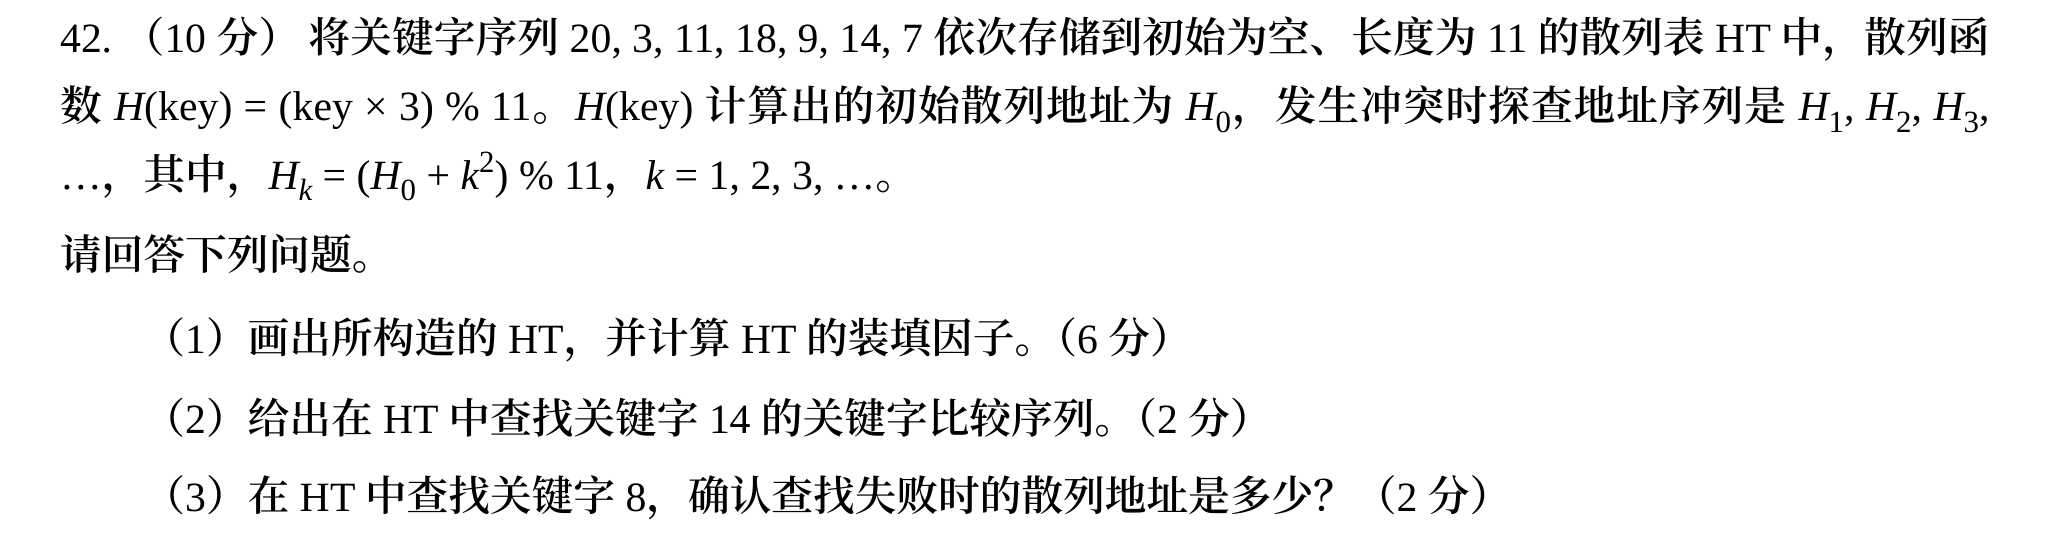 42. （10 分） 将关键字序列 20, 3, 11, 18, 9, 14, 7 依次存储到初始为空、长度为 11 的散列表 HT 中，散列函
数 H(key) = (key × 3) % 11。H(key) 计算出的初始散列地址为 H₀，发生冲突时探查地址序列是 H₁, H₂, H₃,
…，其中，Hₖ = (H₀ + k²) % 11，k = 1, 2, 3, …。
请回答下列问题。
（1）画出所构造的 HT，并计算 HT 的装填因子。（6 分）
（2）给出在 HT 中查找关键字 14 的关键字比较序列。（2 分）
（3）在 HT 中查找关键字 8，确认查找失败时的散列地址是多少？（2 分）